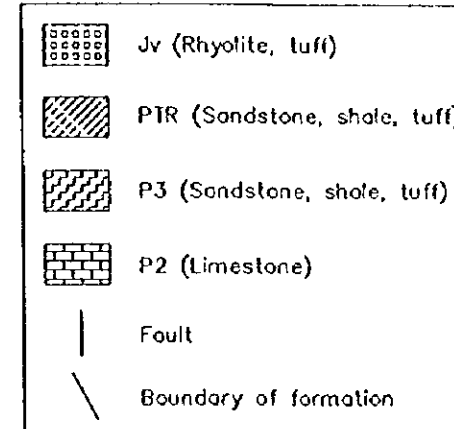 Jv (Rhyolite, tuff)
PTR (Sandstone, shale, tuff)
P3 (Sandstone, shale, tuff)
P2 (Limestone)
Foult
Boundary of formation